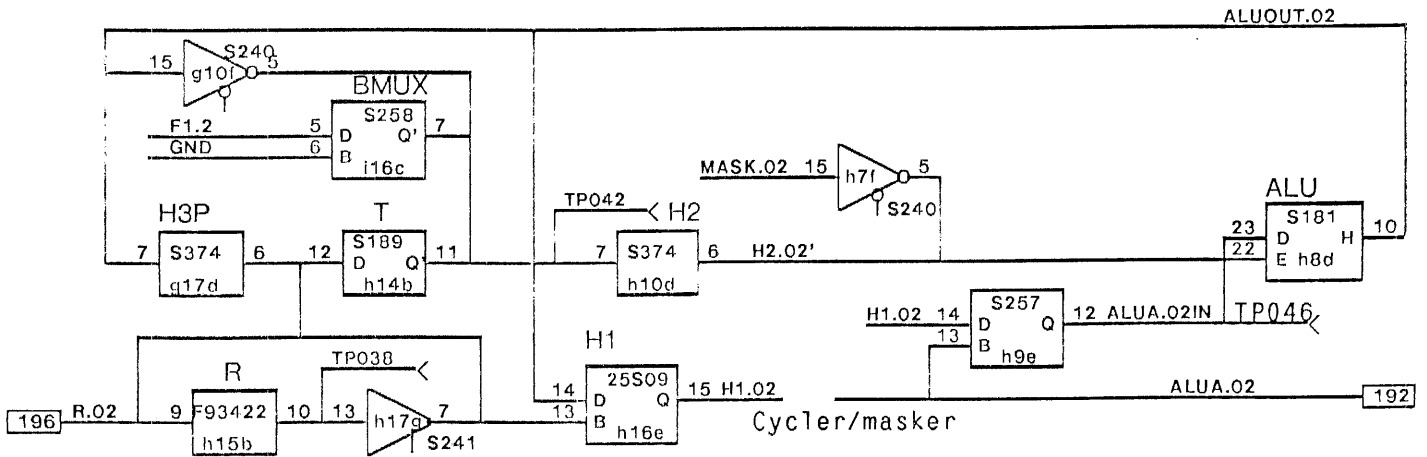 ALUOUT.02
S240
15 g10f 5
BMUX
S258
F1.2 5 D Q' 7
GND 6 B
i16c
MASK.02 15 h7f 5
S240
ALU
S181
23 D H 10
22 E h8d
H3P
7 S374 6
g17d
T
S189
12 D Q' 11
h14b
TP042
H2
7 S374 6 H2.02'
h10d
S257
H1.02 14 D Q 12 ALUA.02IN TP046
13 B
h9e
H1
25S09
14 D Q 15 H1.02
13 B
h16e
Cycler/masker
ALUA.02 192
R
TP038
196 R.02 9 F93422 10 13 h17g 7
h15b
S241